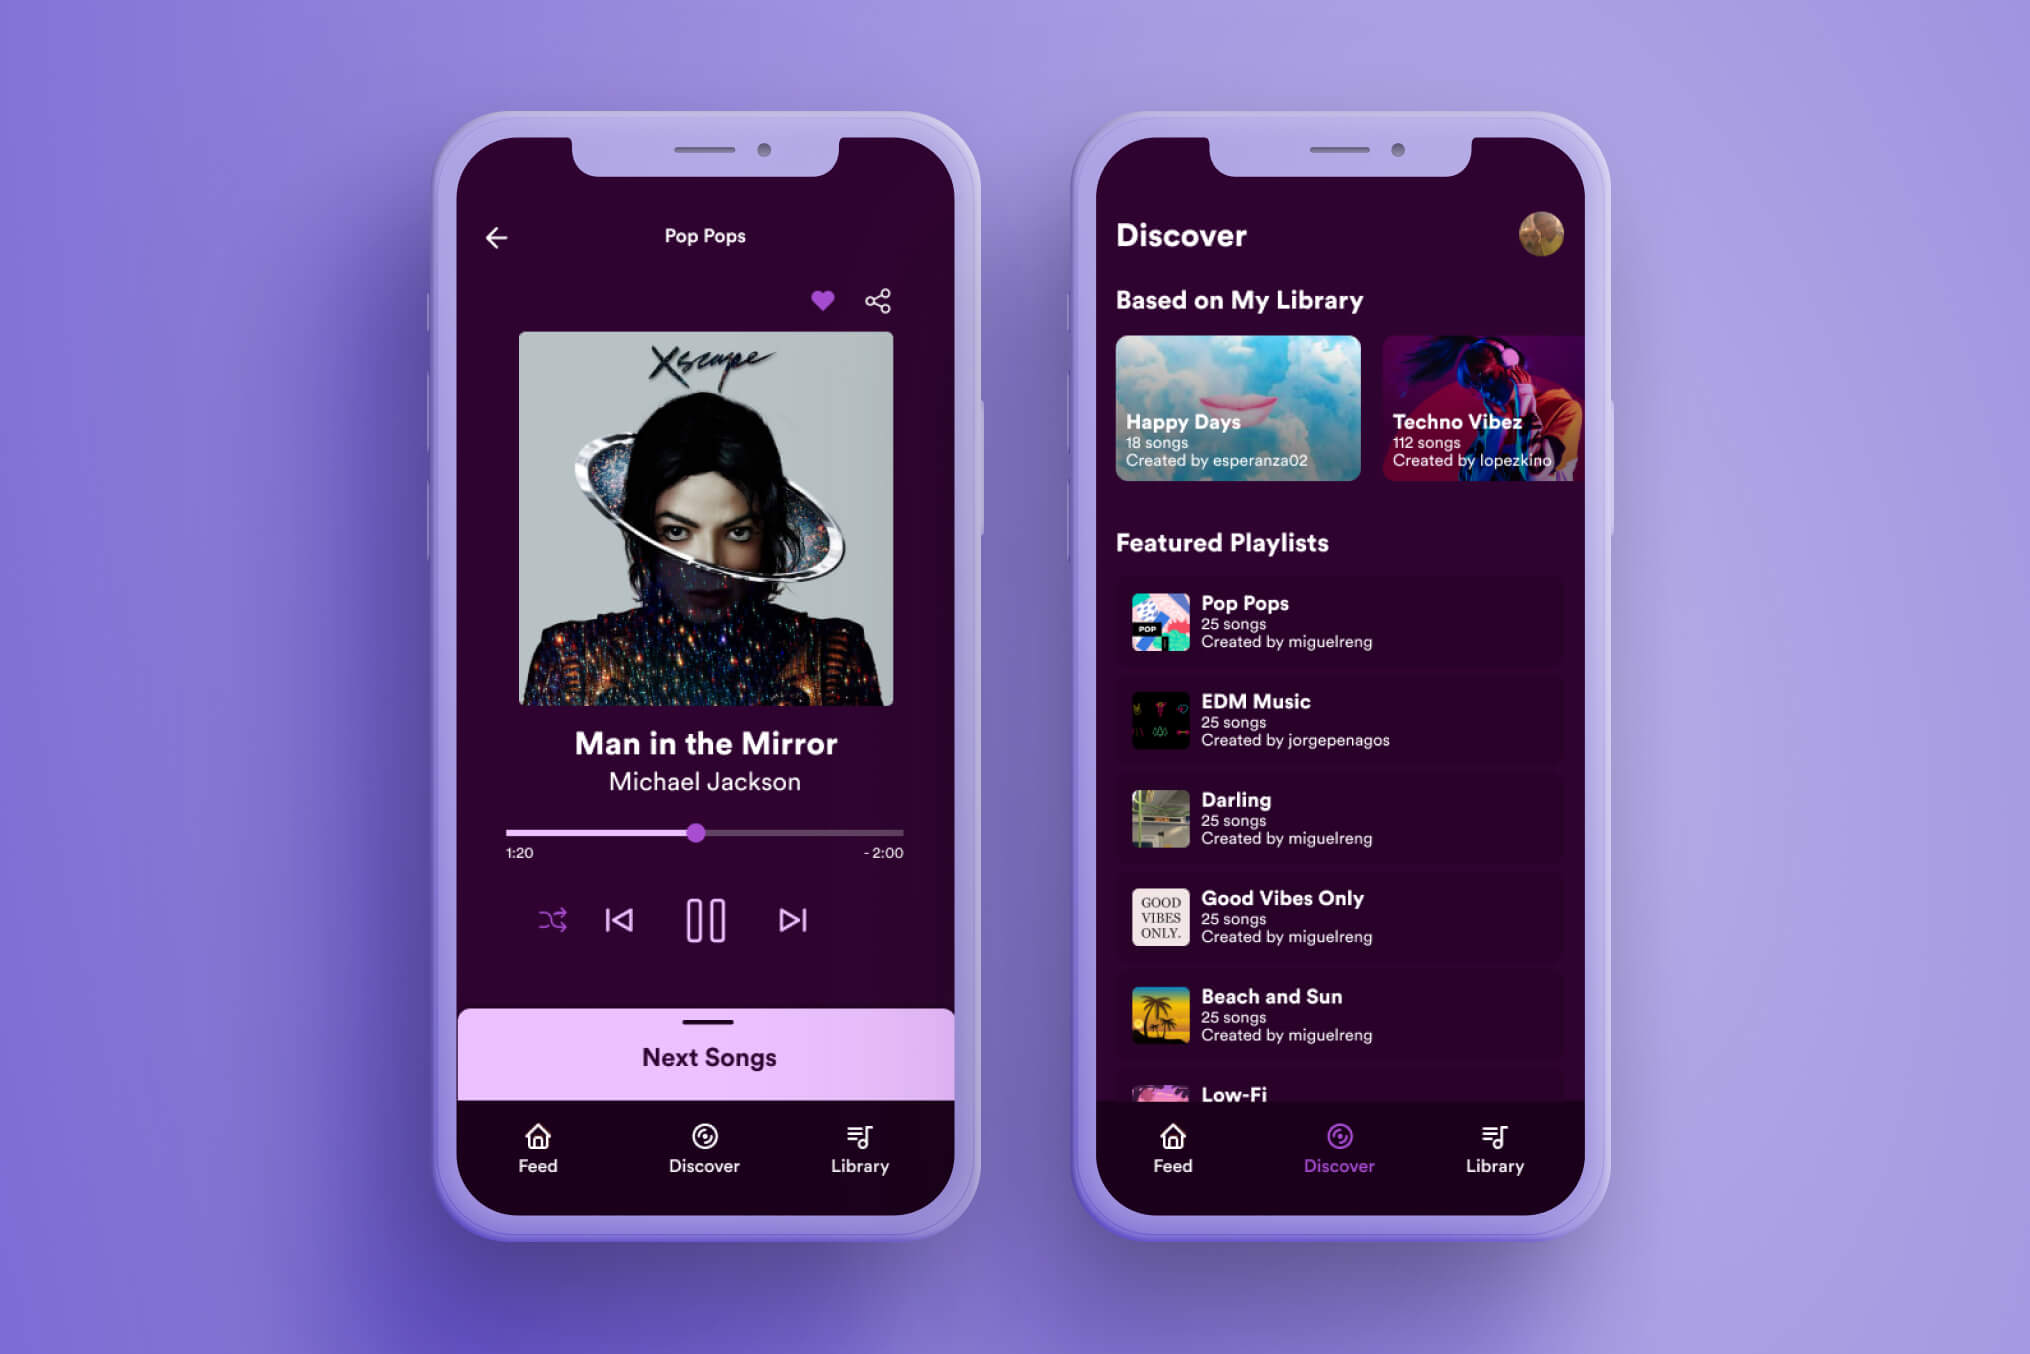 Pop Pops
Xscape
Man in the Mirror
Michael Jackson
1:20
- 2:00
Next Songs
Feed
Discover
Library
Discover
Based on My Library
Happy Days
18 songs
Created by esperanza02
Techno Vibez
112 songs
Created by lopezkino
Featured Playlists
POP
Pop Pops
25 songs
Created by miguelreng
EDM Music
25 songs
Created by jorgepenagos
Darling
25 songs
Created by miguelreng
GOOD
VIBES
ONLY.
Good Vibes Only
25 songs
Created by miguelreng
Beach and Sun
25 songs
Created by miguelreng
Low-Fi
Feed
Discover
Library